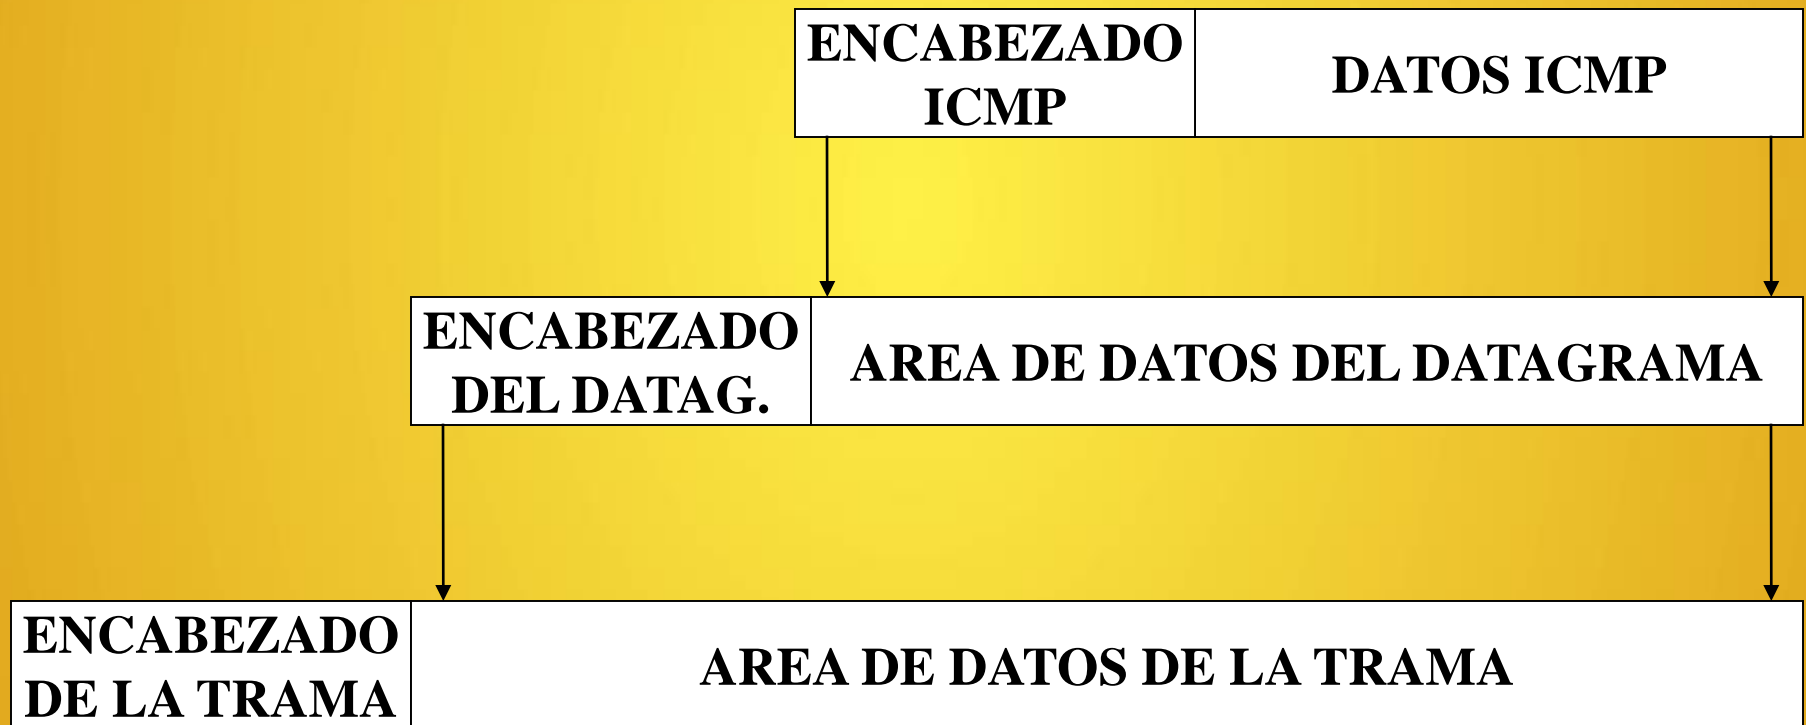 ENCABEZADO
ICMP
DATOS ICMP
ENCABEZADO
DEL DATAG.
AREA DE DATOS DEL DATAGRAMA
ENCABEZADO
DE LA TRAMA
AREA DE DATOS DE LA TRAMA